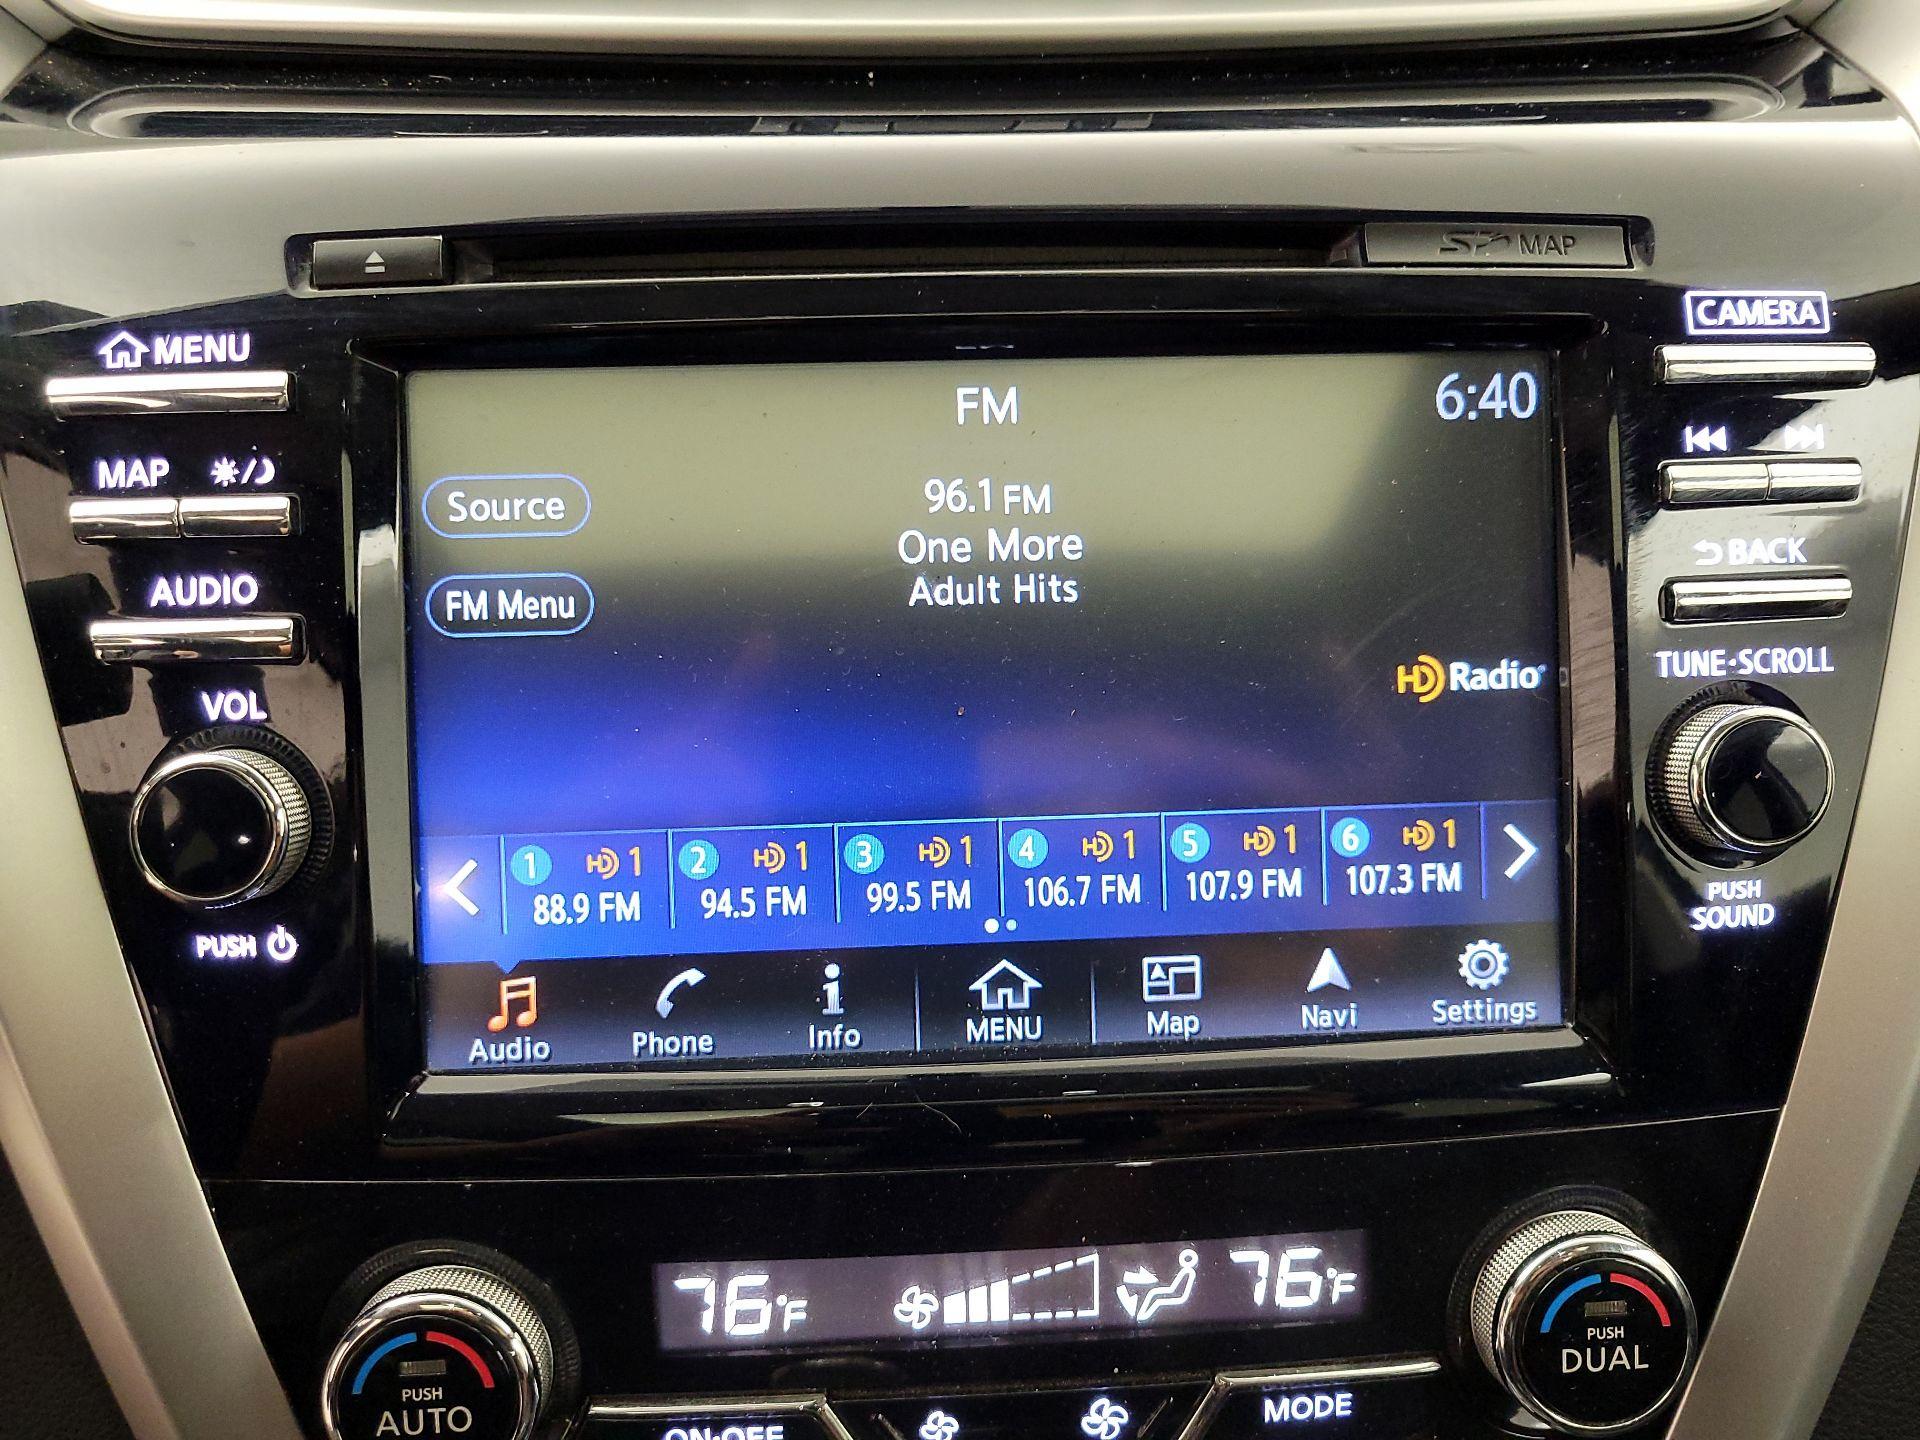 SD MAP
MENU
CAMERA
FM
6:40
MAP
Source
96.1 FM
One More
Adult Hits
BACK
AUDIO
FM Menu
HD Radio
TUNE·SCROLL
VOL
1 HD 1
2 HD 1
3 HD 1
4 HD 1
5 HD 1
6 HD 1
88.9 FM
94.5 FM
99.5 FM
106.7 FM
107.9 FM
107.3 FM
PUSH
PUSH
SOUND
Audio
Phone
Info
MENU
Map
Navi
Settings
76°F
76°F
PUSH
AUTO
PUSH
DUAL
ON·OFF
MODE